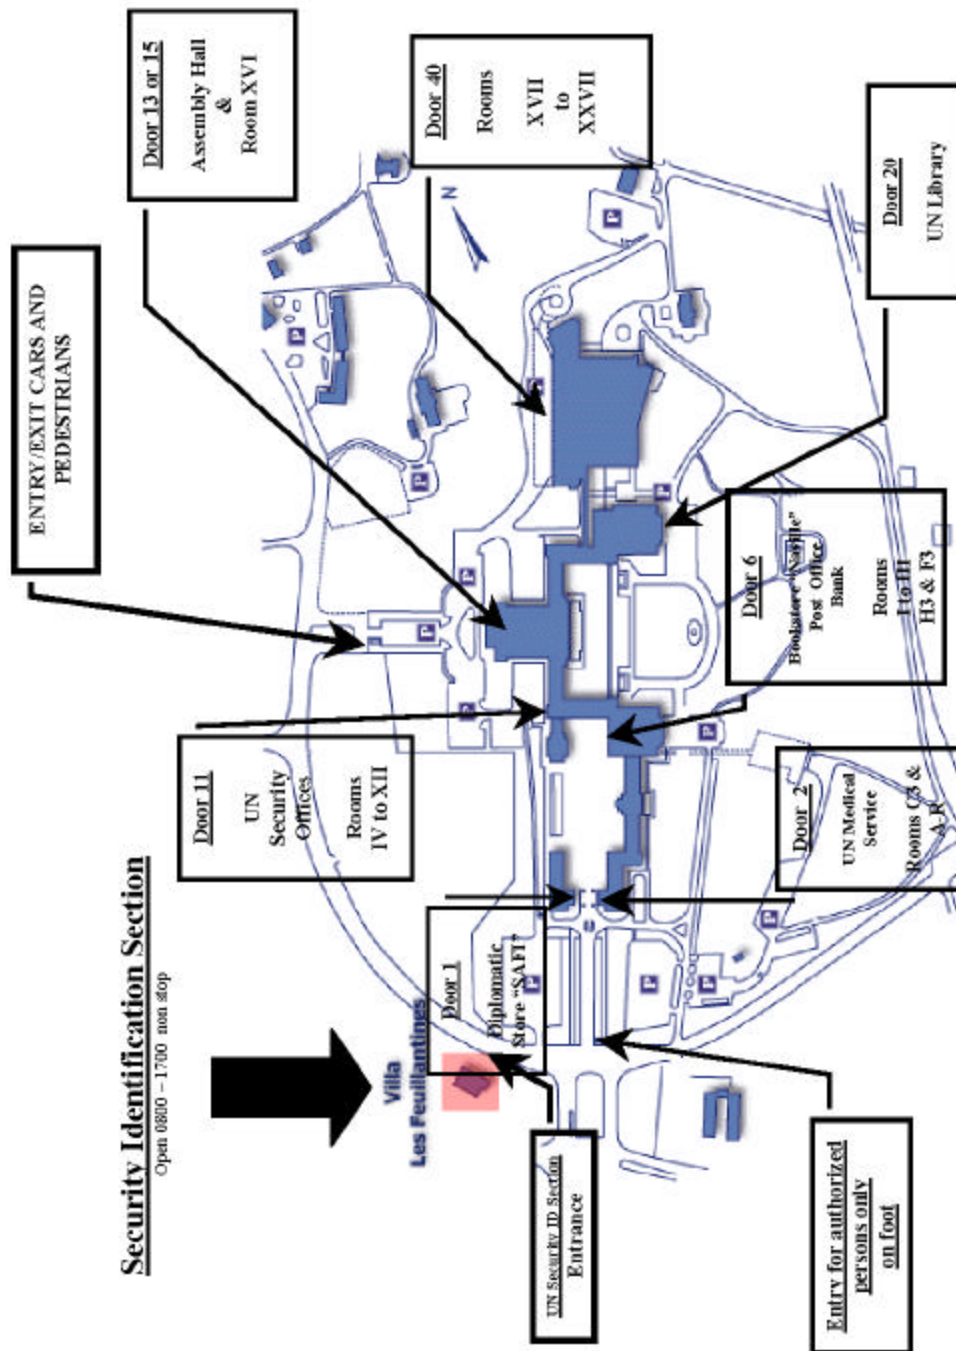 Security Identification Section
Open 0800 – 1700 non stop
ENTRY/EXIT CARS AND
PEDESTRIANS
Door 13 or 15
Assembly Hall
&
Room XVI
Door 40
Rooms
XVII
to
XXVII
Door 20
UN Library
N
Door 11
UN
Security
Offices
Rooms
IV to XII
Door 6
Bookstore "Naville"
Post Office
Bank
Rooms
I to III
H3 & F3
Door 2
UN Medical
Service
Rooms C3 &
A-R
Door 1
Diplomatic
Store "SAFI"
Villa
Les Feuillantines
UN Security ID Section
Entrance
Entry for authorized
persons only
on foot
P
P
P
P
P
P
P
P
P
P
P
P
P